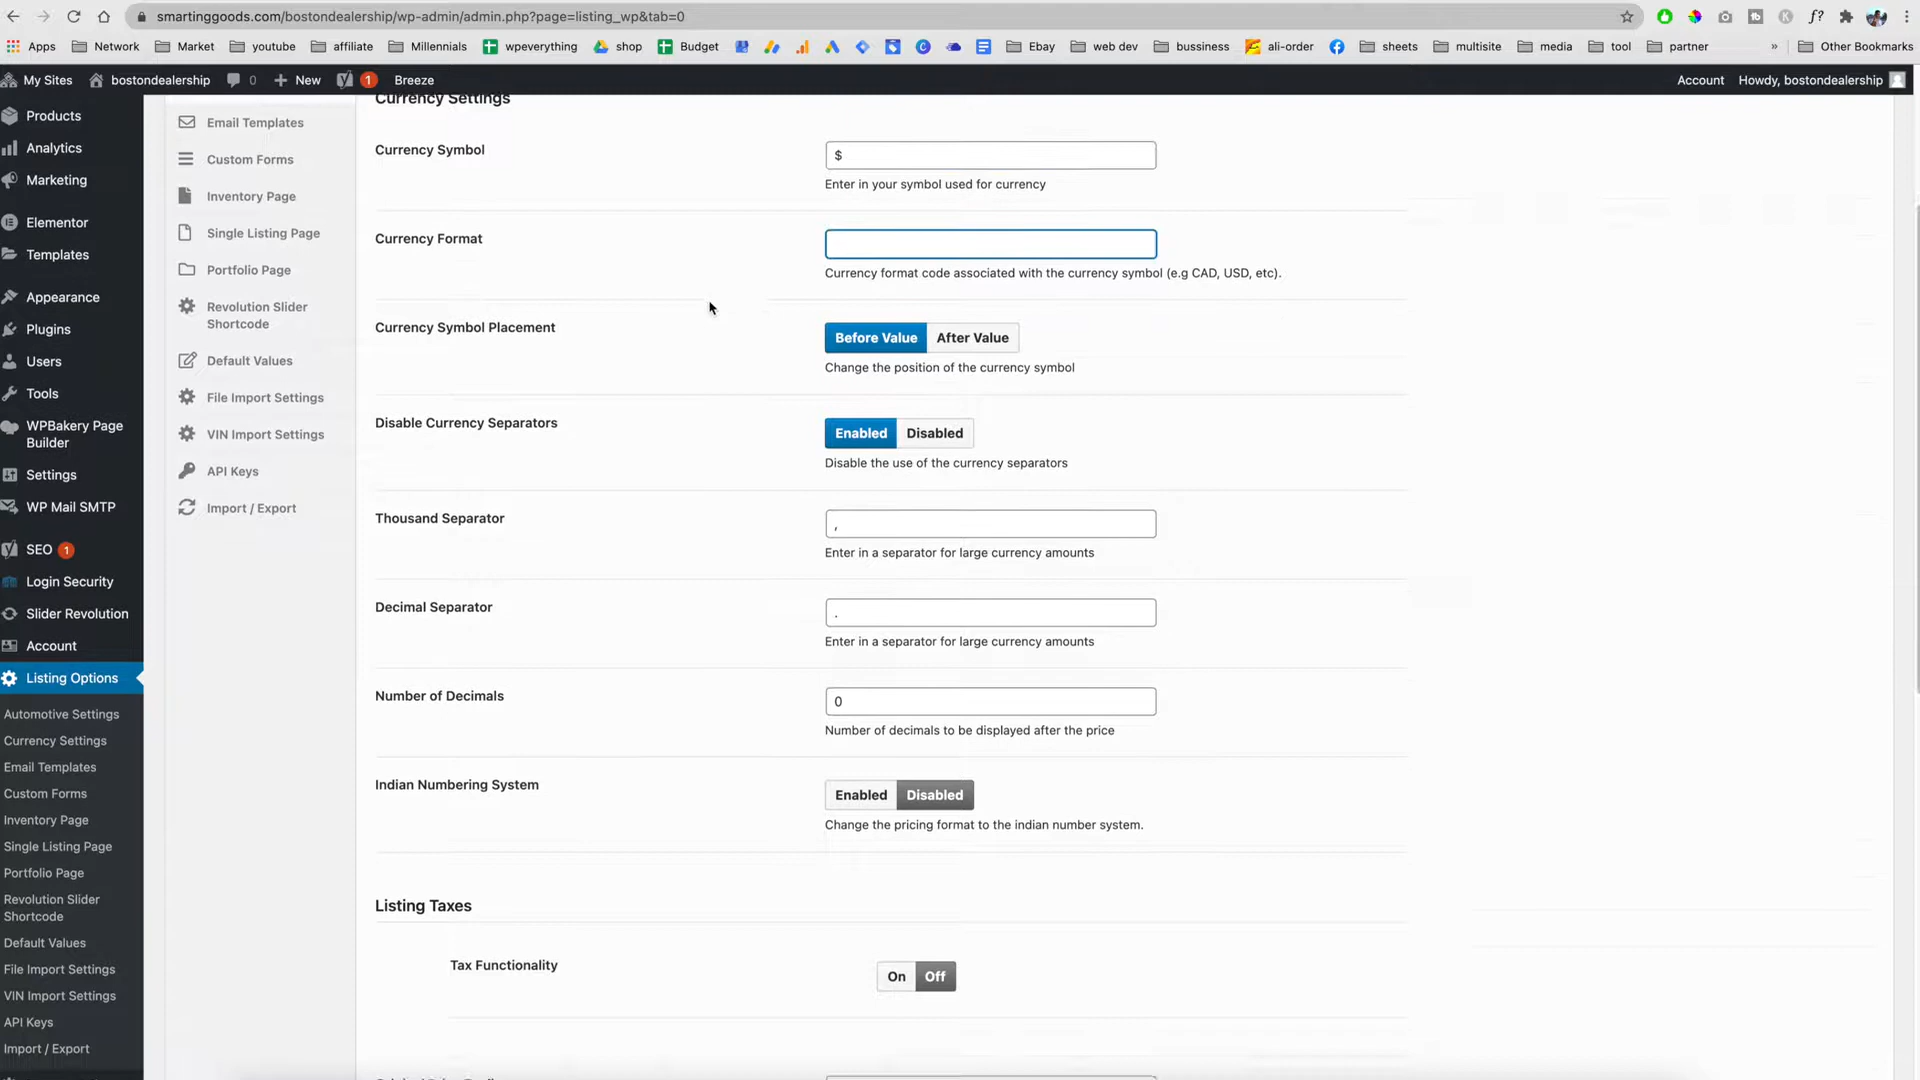 smartinggoods.com/bostondealership/wp-admin/admin.php?page=listing_wp&tab=0
Apps Network Market youtube affiliate Millennials wpeverything shop Budget Ebay web dev bussiness ali-order sheets multisite media tool partner » Other Bookmarks
My Sites bostondealership 0 New 1 Breeze Account Howdy, bostondealership
Products
Analytics
Marketing
Elementor
Templates
Appearance
Plugins
Users
Tools
WPBakery Page
Builder
Settings
WP Mail SMTP
SEO 1
Login Security
Slider Revolution
Account
Listing Options
Automotive Settings
Currency Settings
Email Templates
Custom Forms
Inventory Page
Single Listing Page
Portfolio Page
Revolution Slider
Shortcode
Default Values
File Import Settings
VIN Import Settings
API Keys
Import / Export
Email Templates
Custom Forms
Inventory Page
Single Listing Page
Portfolio Page
Revolution Slider
Shortcode
Default Values
File Import Settings
VIN Import Settings
API Keys
Import / Export
Currency Settings
Currency Symbol
$
Enter in your symbol used for currency
Currency Format
Currency format code associated with the currency symbol (e.g CAD, USD, etc).
Currency Symbol Placement
Before Value After Value
Change the position of the currency symbol
Disable Currency Separators
Enabled Disabled
Disable the use of the currency separators
Thousand Separator
,
Enter in a separator for large currency amounts
Decimal Separator
.
Enter in a separator for large currency amounts
Number of Decimals
0
Number of decimals to be displayed after the price
Indian Numbering System
Enabled Disabled
Change the pricing format to the indian number system.
Listing Taxes
Tax Functionality
On Off